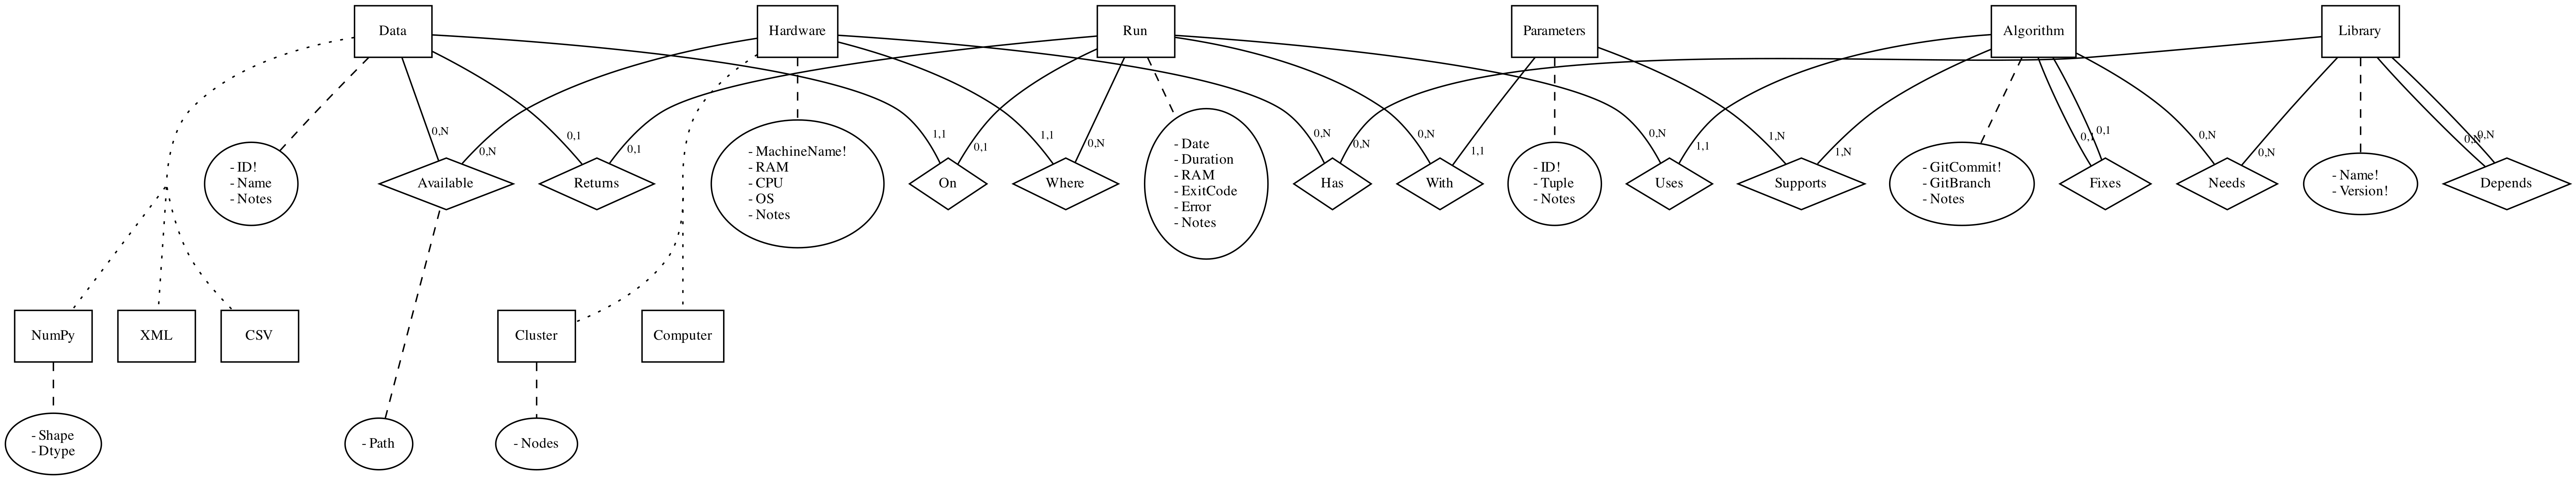 Data
Hardware
Run
Parameters
Algorithm
Library
0,N
0,N
0,1
0,1
1,1
0,1
1,1
0,N
0,N
0,N
0,N
1,1
0,N
1,1
1,N
1,N
0,1
0,1
0,N
0,N
0,N
0,N
- ID!
- Name
- Notes
Available
Returns
- MachineName!
- RAM
- CPU
- OS
- Notes
On
Where
- Date
- Duration
- RAM
- ExitCode
- Error
- Notes
Has
With
- ID!
- Tuple
- Notes
Uses
Supports
- GitCommit!
- GitBranch
- Notes
Fixes
Needs
- Name!
- Version!
Depends
NumPy
XML
CSV
Cluster
Computer
- Shape
- Dtype
- Path
- Nodes